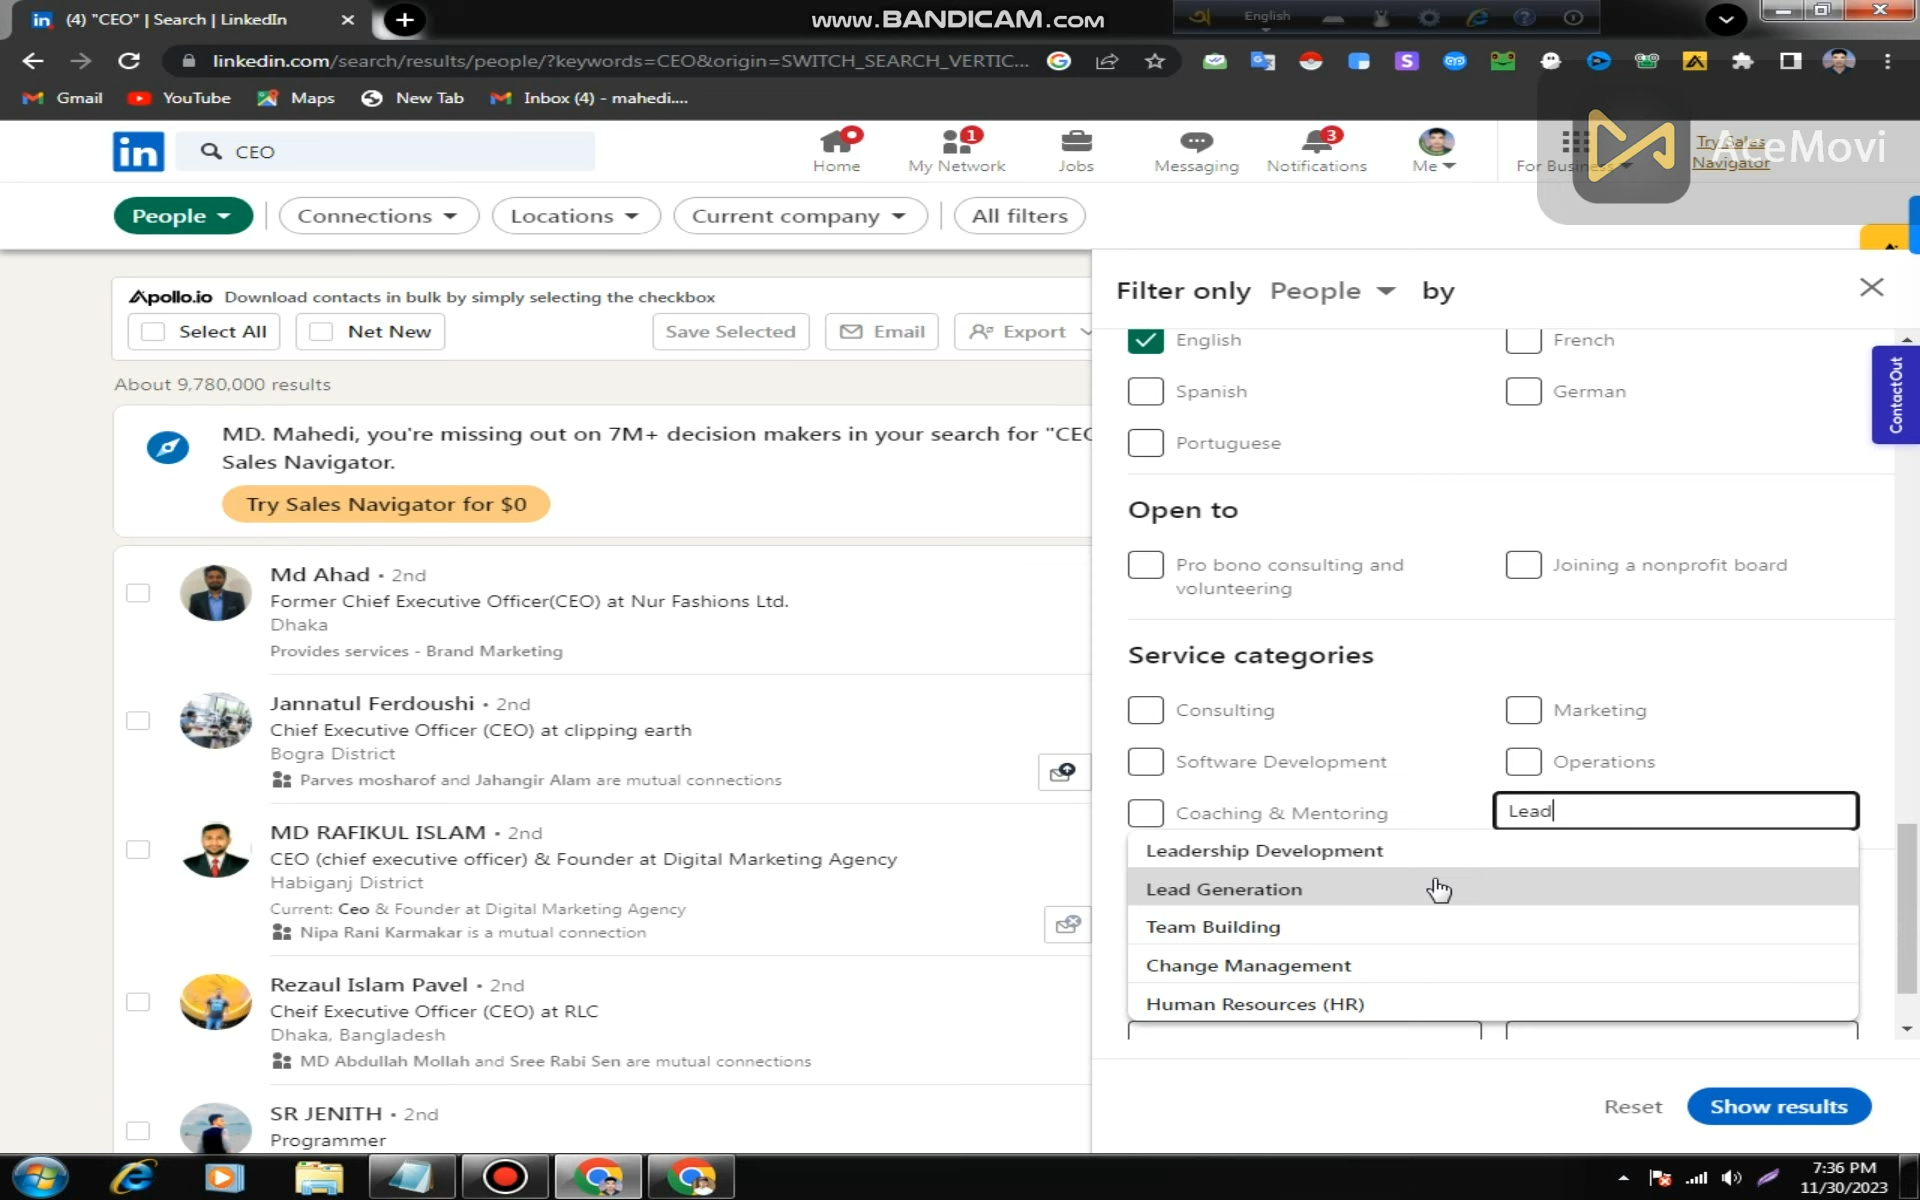 (4) "CEO" | Search | LinkedIn
www.BANDICAM.com
English
linkedin.com/search/results/people/?keywords=CEO&origin=SWITCH_SEARCH_VERTIC...
Gmail
YouTube
Maps
New Tab
Inbox (4) - mahedi....
AceMovi
in
CEO
Home
1
My Network
Jobs
Messaging
3
Notifications
Me
For Business
Try Sales
Navigator
People
Connections
Locations
Current company
All filters
Apollo.io Download contacts in bulk by simply selecting the checkbox
Select All
Net New
Save Selected
Email
Export
About 9,780,000 results
MD. Mahedi, you're missing out on 7M+ decision makers in your search for "CEO
Sales Navigator.
Try Sales Navigator for $0
Md Ahad • 2nd
Former Chief Executive Officer(CEO) at Nur Fashions Ltd.
Dhaka
Provides services - Brand Marketing
Jannatul Ferdoushi • 2nd
Chief Executive Officer (CEO) at clipping earth
Bogra District
Parves mosharof and Jahangir Alam are mutual connections
MD RAFIKUL ISLAM • 2nd
CEO (chief executive officer) & Founder at Digital Marketing Agency
Habiganj District
Current: Ceo & Founder at Digital Marketing Agency
Nipa Rani Karmakar is a mutual connection
Rezaul Islam Pavel • 2nd
Cheif Executive Officer (CEO) at RLC
Dhaka, Bangladesh
MD Abdullah Mollah and Sree Rabi Sen are mutual connections
SR JENITH • 2nd
Programmer
Filter only People by
English
French
Spanish
German
Portuguese
Open to
Pro bono consulting and
volunteering
Joining a nonprofit board
Service categories
Consulting
Marketing
Software Development
Operations
Coaching & Mentoring
Lead
Leadership Development
Lead Generation
Team Building
Change Management
Human Resources (HR)
Reset
Show results
ContactOut
7:36 PM
11/30/2023